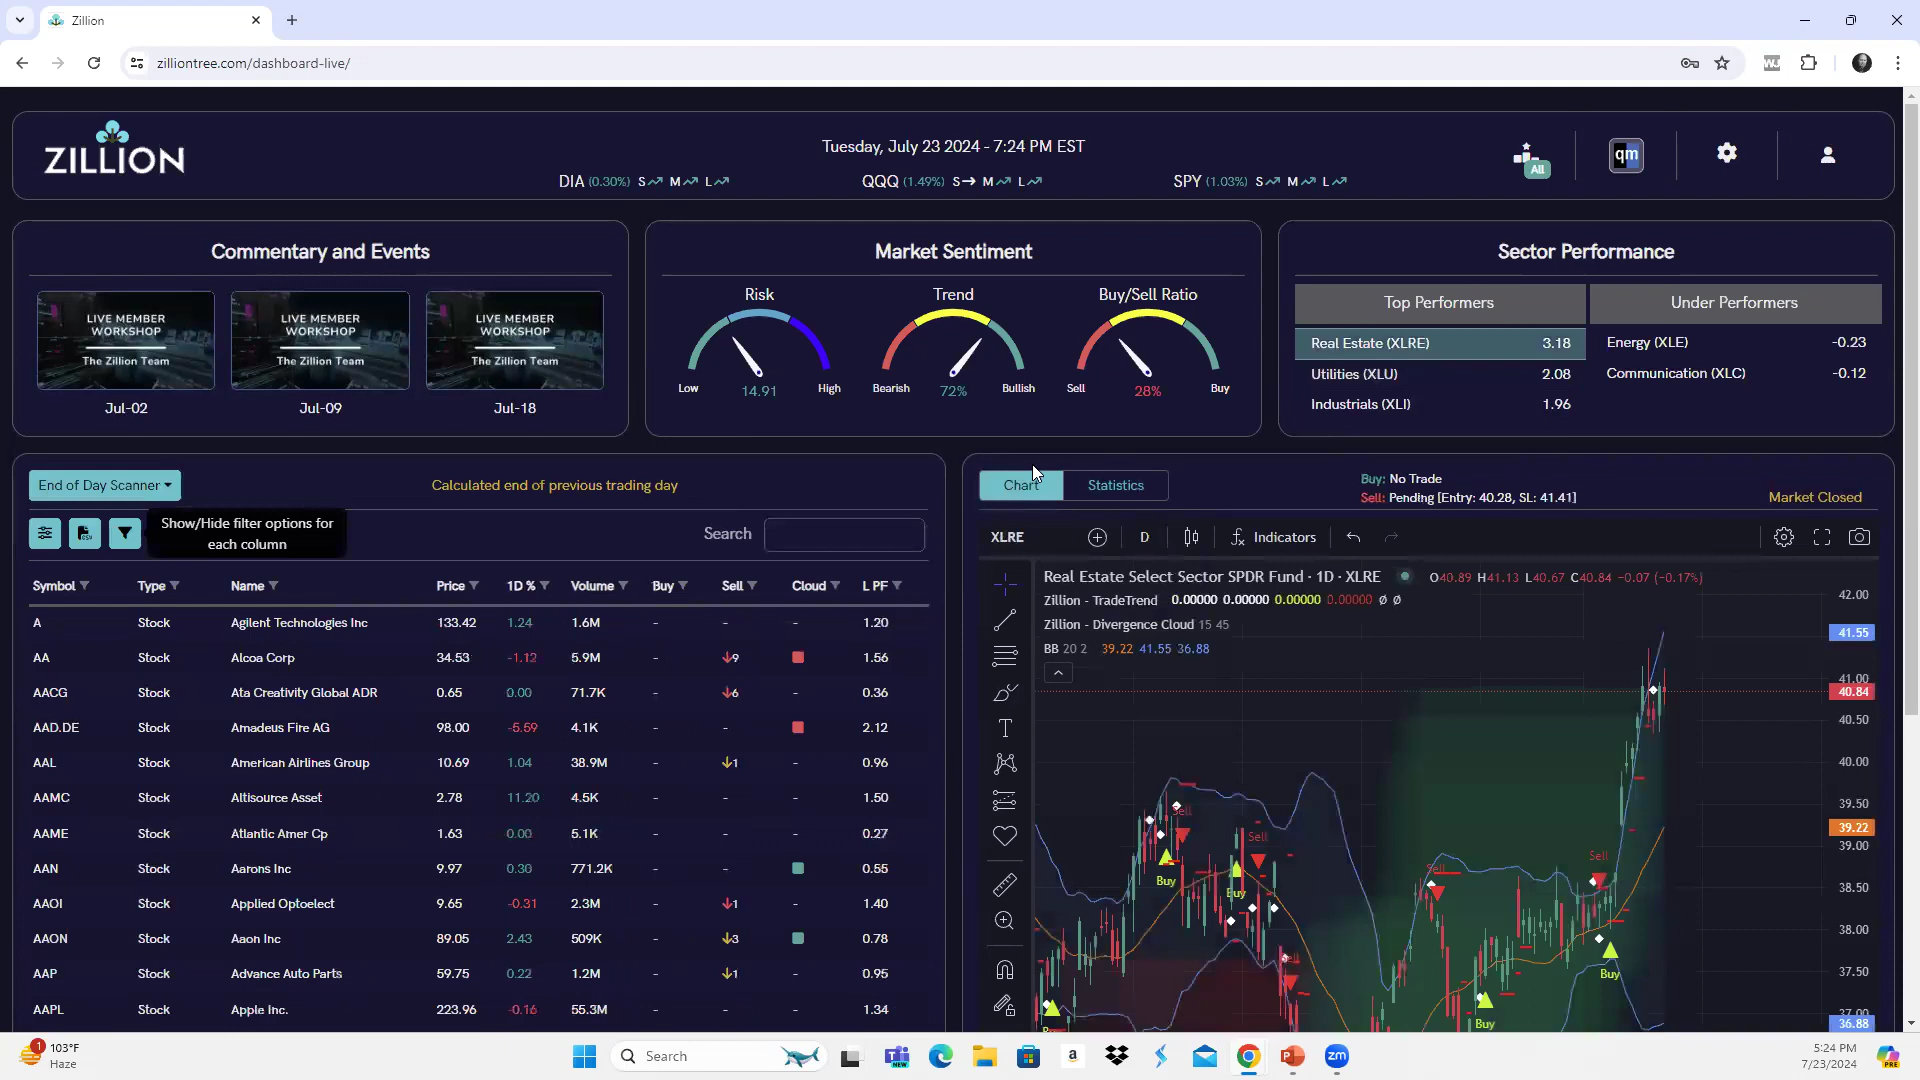 Zillion
zilliontree.com/dashboard-live/
ZILLION
Tuesday, July 23 2024 - 7:24 PM EST
DIA (0.30%) S M L
QQQ (1.49%) S M L
SPY (1.03%) S M L
All
qm
Commentary and Events
LIVE MEMBER
WORKSHOP
The Zillion Team
Jul-02
LIVE MEMBER
WORKSHOP
The Zillion Team
Jul-09
LIVE MEMBER
WORKSHOP
The Zillion Team
Jul-18
Market Sentiment
Risk
Low 14.91 High
Trend
Bearish 72% Bullish
Buy/Sell Ratio
Sell 28% Buy
Sector Performance
Top Performers
Real Estate (XLRE) 3.18
Utilities (XLU) 2.08
Industrials (XLI) 1.96
Under Performers
Energy (XLE) -0.23
Communication (XLC) -0.12
End of Day Scanner
Calculated end of previous trading day
CSV
Show/Hide filter options for
each column
Search
Symbol Type Name Price 1D % Volume Buy Sell Cloud L PF
A Stock Agilent Technologies Inc 133.42 1.24 1.6M - - - 1.20
AA Stock Alcoa Corp 34.53 -1.12 5.9M - 9 1.56
AACG Stock Ata Creativity Global ADR 0.65 0.00 71.7K - 6 - 0.36
AAD.DE Stock Amadeus Fire AG 98.00 -5.59 4.1K - - 2.12
AAL Stock American Airlines Group 10.69 1.04 38.9M - 1 - 0.96
AAMC Stock Altisource Asset 2.78 11.20 4.5K - - - 1.50
AAME Stock Atlantic Amer Cp 1.63 0.00 5.1K - - - 0.27
AAN Stock Aarons Inc 9.97 0.30 771.2K - - 0.55
AAOI Stock Applied Optoelect 9.65 -0.31 2.3M - 1 - 1.40
AAON Stock Aaon Inc 89.05 2.43 509K - 3 0.78
AAP Stock Advance Auto Parts 59.75 0.22 1.2M - 1 - 0.95
AAPL Stock Apple Inc. 223.96 -0.16 55.3M - - - 1.34
Chart
Statistics
Buy: No Trade
Sell: Pending [Entry: 40.28, SL: 41.41]
Market Closed
XLRE D Indicators
Real Estate Select Sector SPDR Fund · 1D · XLRE O40.89 H41.13 L40.67 C40.84 -0.07 (-0.17%)
Zillion - TradeTrend 0.00000 0.00000 0.00000 0.00000 ∅ ∅
Zillion - Divergence Cloud 15 45
BB 20 2 39.22 41.55 36.88
42.00
41.55
41.00
40.84
40.50
40.00
39.50
39.22
39.00
38.50
38.00
37.50
37.00
36.88
Sell
Buy
Sell
Buy
Sell
Sell
Buy
Sell
Buy
1
103°F
Haze
Search
NEW
zm
PRE
5:24 PM
7/23/2024